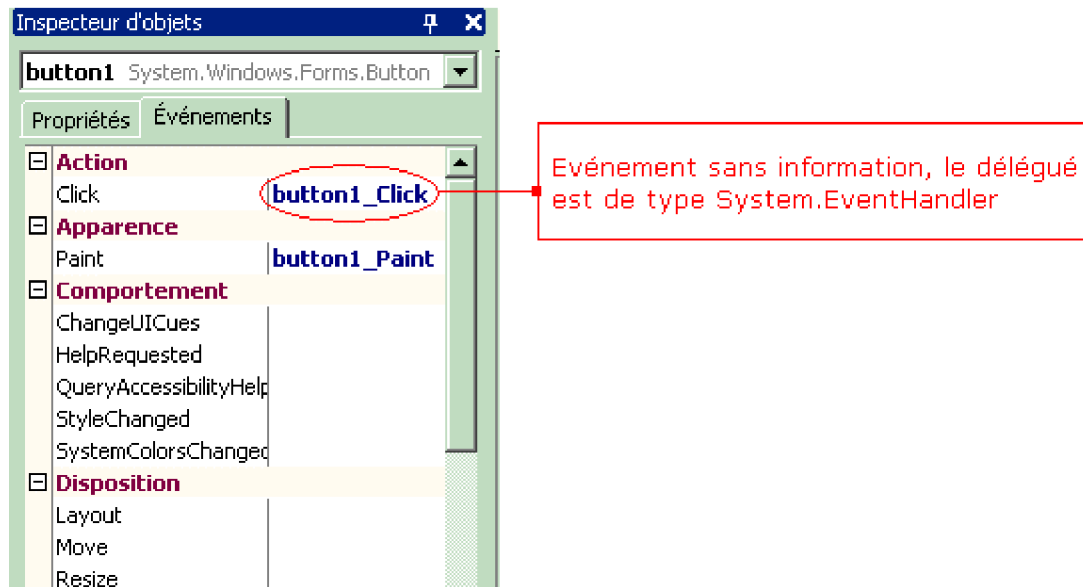 Inspecteur d'objets
button1 System.Windows.Forms.Button
Propriétés Événements
Action
Click button1_Click
Apparence
Paint button1_Paint
Comportement
ChangeUICues
HelpRequested
QueryAccessibilityHelp
StyleChanged
SystemColorsChanged
Disposition
Layout
Move
Resize
Evénement sans information, le délégué
est de type System.EventHandler